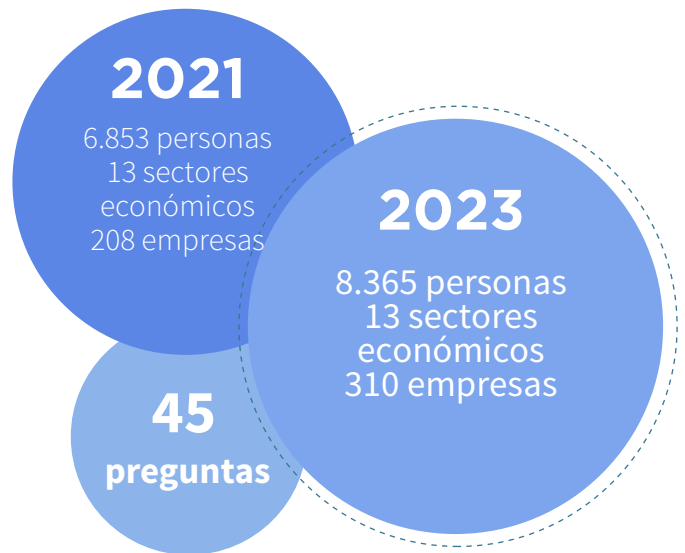 2021
6.853 personas
13 sectores
económicos
208 empresas
2023
8.365 personas
13 sectores
económicos
310 empresas
45
preguntas